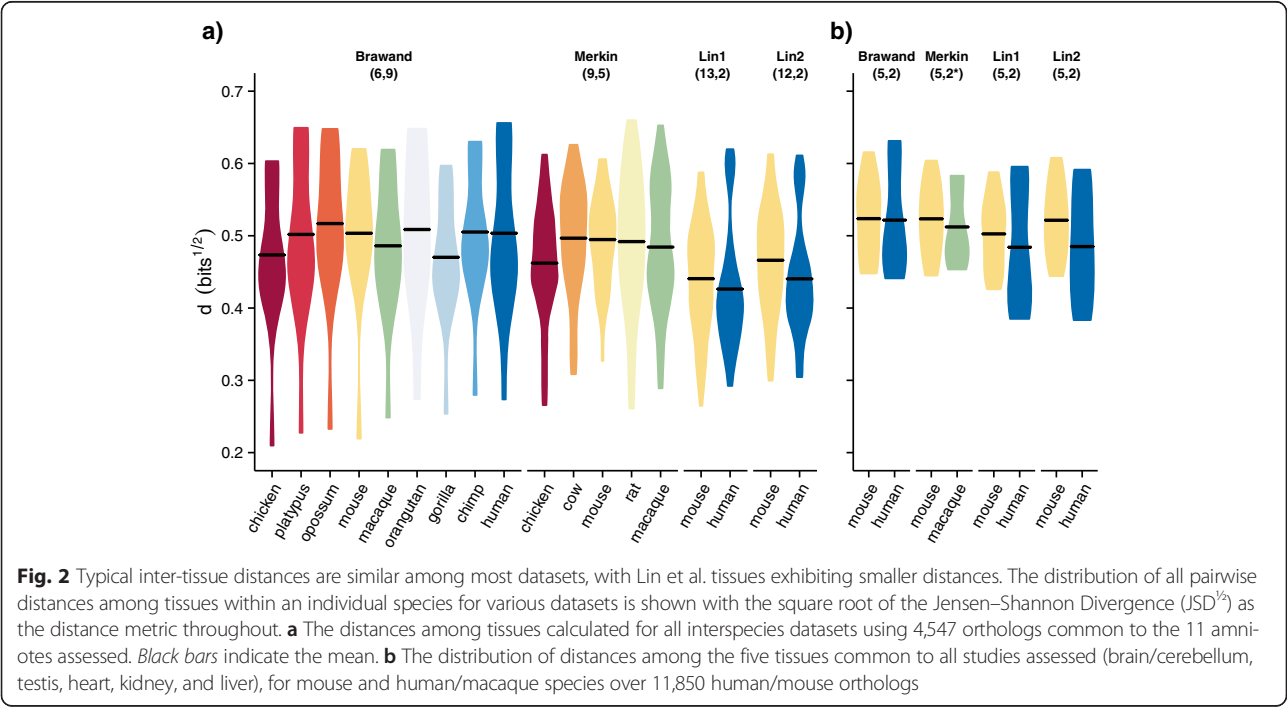 a)
Brawand
(6,9)
Merkin
(9,5)
Lin1
(13,2)
Lin2
(12,2)
b)
Brawand
(5,2)
Merkin
(5,2*)
Lin1
(5,2)
Lin2
(5,2)
d (bits^1/2)
0.7
0.6
0.5
0.4
0.3
0.2
chicken
platypus
opossum
mouse
macaque
orangutan
gorilla
chimp
human
chicken
cow
mouse
rat
macaque
mouse
human
mouse
human
mouse
human
mouse
macaque
mouse
human
mouse
human
Fig. 2 Typical inter-tissue distances are similar among most datasets, with Lin et al. tissues exhibiting smaller distances. The distribution of all pairwise
distances among tissues within an individual species for various datasets is shown with the square root of the Jensen–Shannon Divergence (JSD^½) as
the distance metric throughout. a The distances among tissues calculated for all interspecies datasets using 4,547 orthologs common to the 11 amni-
otes assessed. Black bars indicate the mean. b The distribution of distances among the five tissues common to all studies assessed (brain/cerebellum,
testis, heart, kidney, and liver), for mouse and human/macaque species over 11,850 human/mouse orthologs